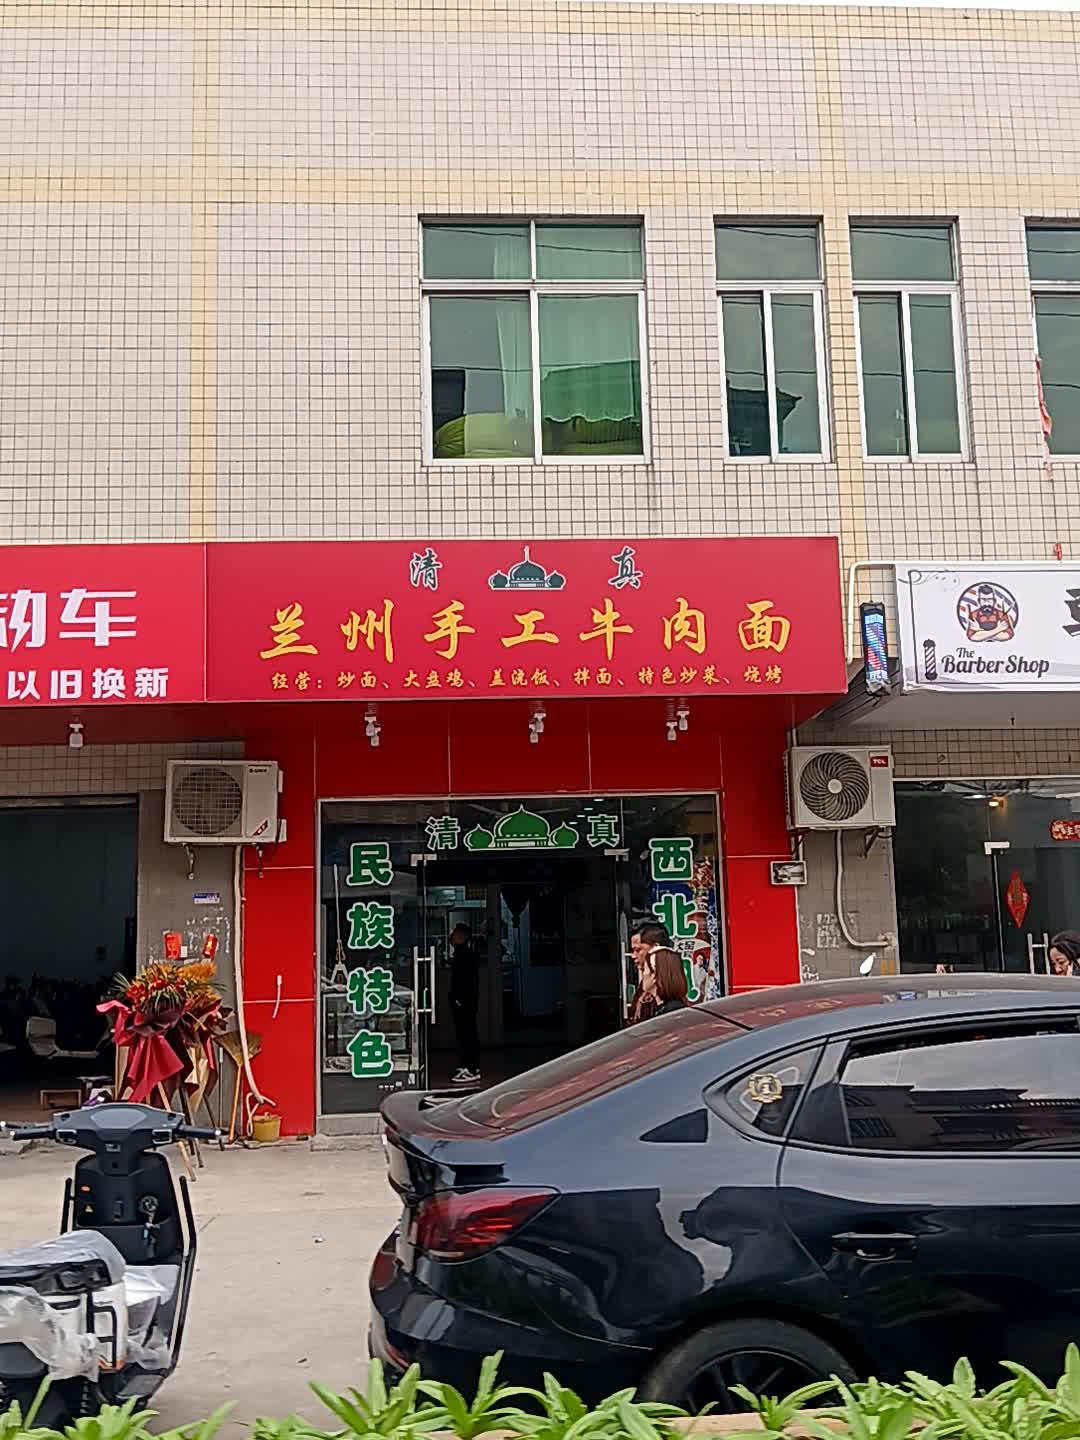 清 真
兰州手工牛肉面
经营：炒面、大盘鸡、盖浇饭、拌面、特色炒菜、烧烤
动车
以旧换新
The
Barber Shop
TCL
清 真
民族特色
西北